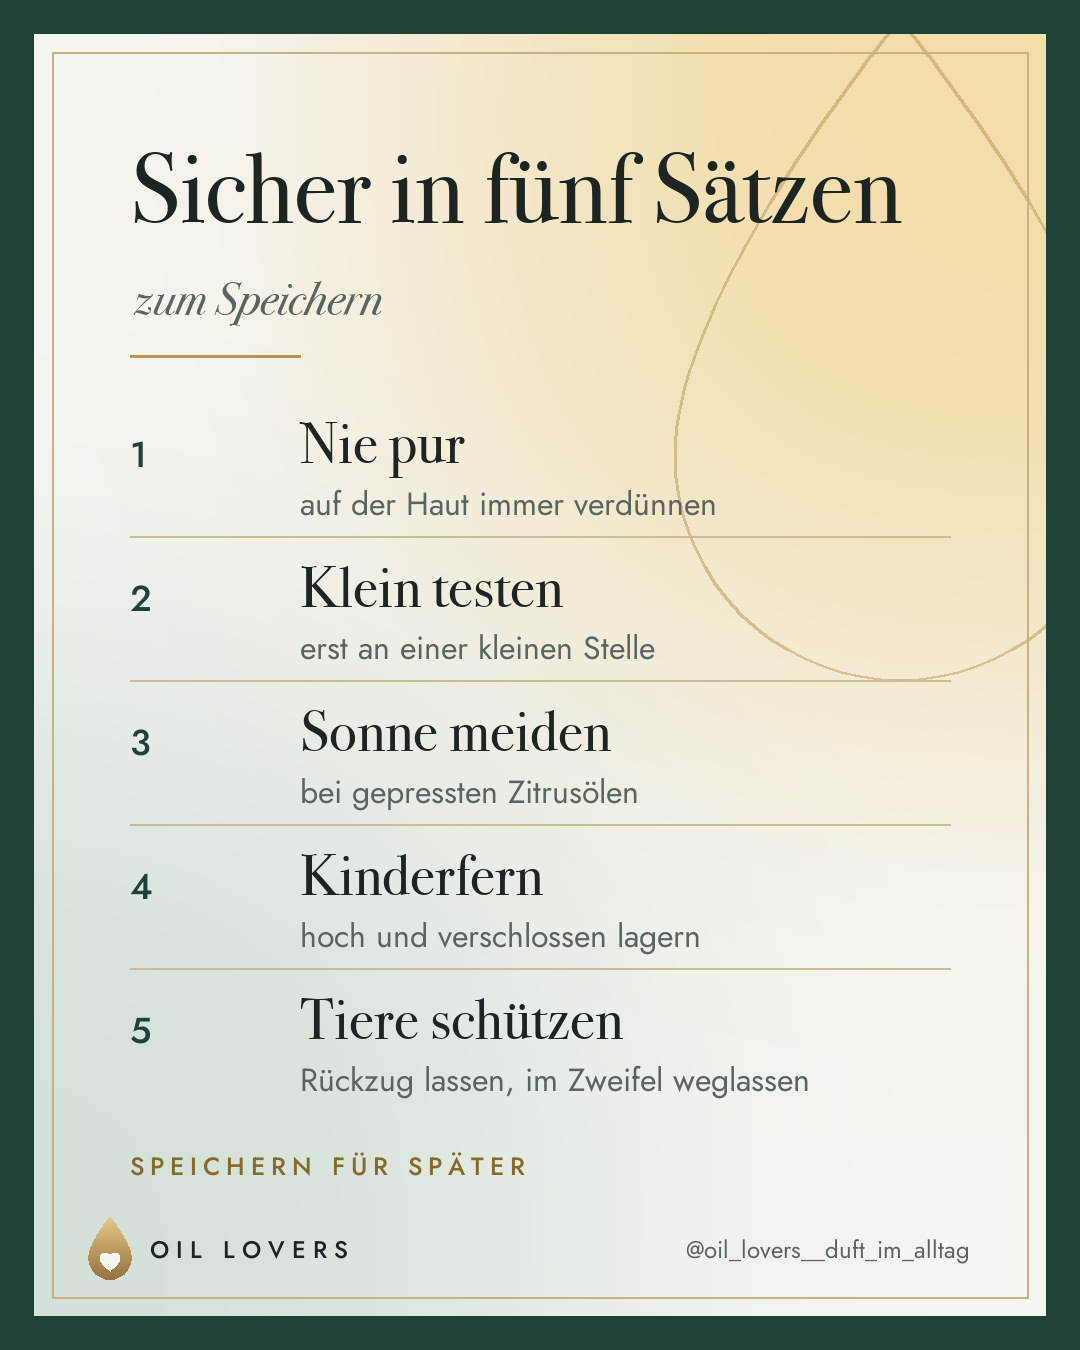 Sicher in fünf Sätzen
zum Speichern
1
Nie pur
auf der Haut immer verdünnen
2
Klein testen
erst an einer kleinen Stelle
3
Sonne meiden
bei gepressten Zitrusölen
4
Kinderfern
hoch und verschlossen lagern
5
Tiere schützen
Rückzug lassen, im Zweifel weglassen
SPEICHERN FÜR SPÄTER
OIL LOVERS
@oil_lovers__duft_im_alltag